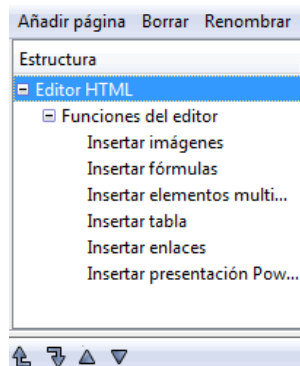 Añadir página Borrar Renombrar
Estructura
Editor HTML
Funciones del editor
Insertar imágenes
Insertar fórmulas
Insertar elementos multi...
Insertar tabla
Insertar enlaces
Insertar presentación Pow...